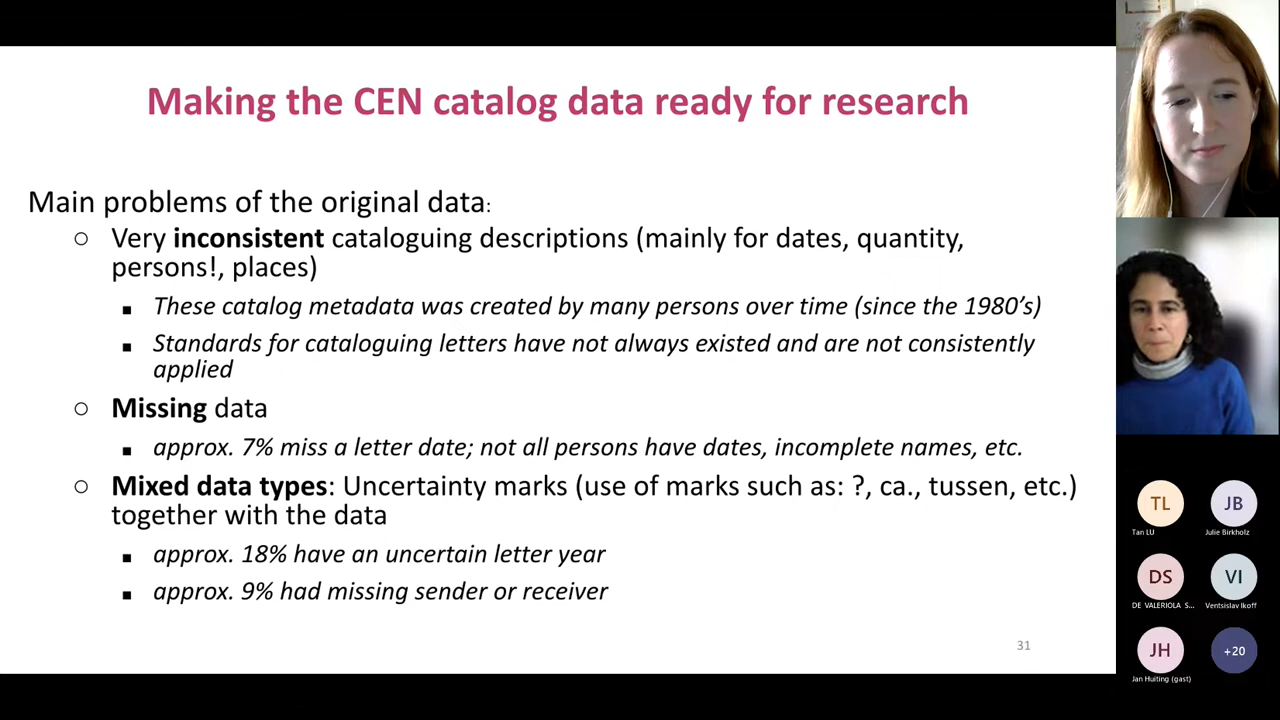 Making the CEN catalog data ready for research
Main problems of the original data:
○ Very inconsistent cataloguing descriptions (mainly for dates, quantity,
persons!, places)
▪ These catalog metadata was created by many persons over time (since the 1980's)
▪ Standards for cataloguing letters have not always existed and are not consistently
applied
○ Missing data
▪ approx. 7% miss a letter date; not all persons have dates, incomplete names, etc.
○ Mixed data types: Uncertainty marks (use of marks such as: ?, ca., tussen, etc.)
together with the data
▪ approx. 18% have an uncertain letter year
▪ approx. 9% had missing sender or receiver
31
TL
Tan LU
JB
Julie Birkholz
DS
DE VALERIOLA S...
VI
Ventsislav Ikoff
JH
Jan Huiting (gast)
+20